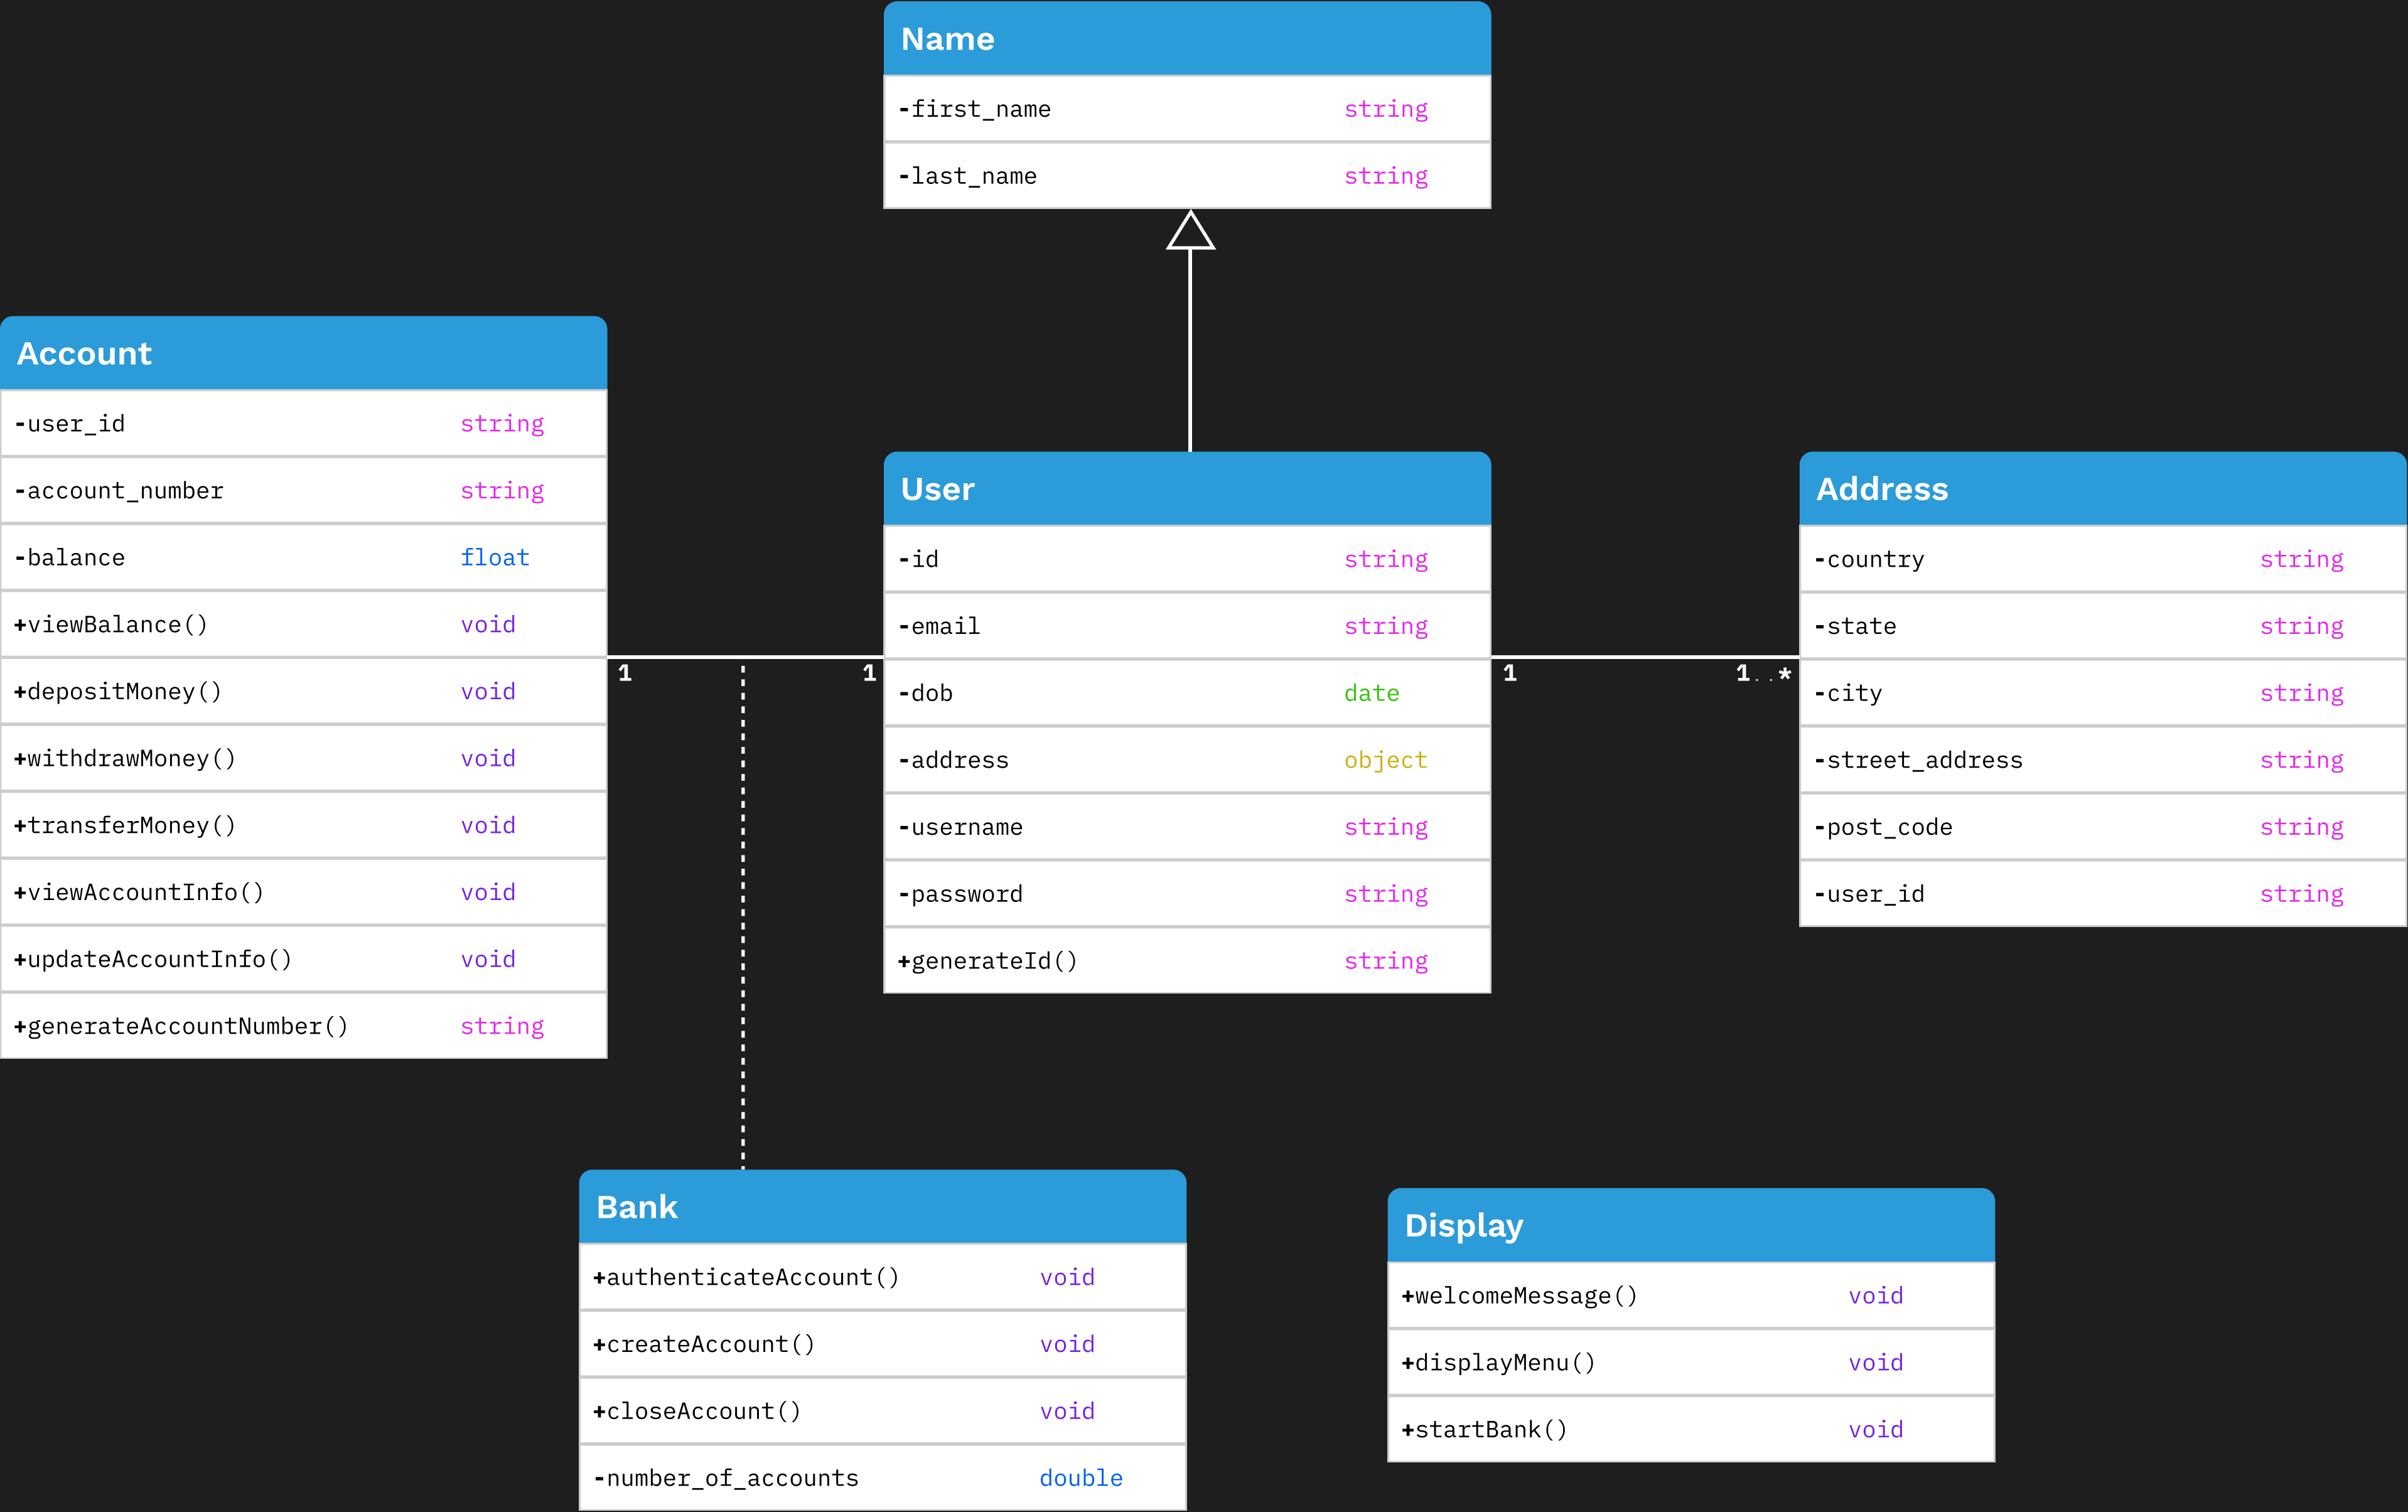 Name
-first_name string
-last_name string
Account
-user_id string
-account_number string
-balance float
+viewBalance() void
+depositMoney() void
+withdrawMoney() void
+transferMoney() void
+viewAccountInfo() void
+updateAccountInfo() void
+generateAccountNumber() string
1 1
User
-id string
-email string
-dob date
-address object
-username string
-password string
+generateId() string
1 1..*
Address
-country string
-state string
-city string
-street_address string
-post_code string
-user_id string
Bank
+authenticateAccount() void
+createAccount() void
+closeAccount() void
-number_of_accounts double
Display
+welcomeMessage() void
+displayMenu() void
+startBank() void